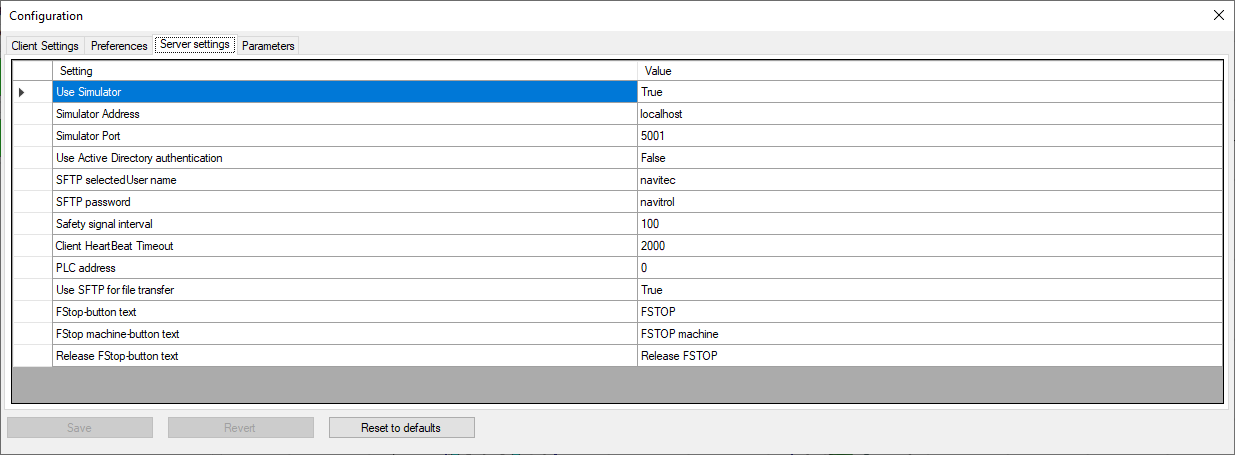 Configuration
Client Settings Preferences Server settings Parameters
Setting Value
Use Simulator True
Simulator Address localhost
Simulator Port 5001
Use Active Directory authentication False
SFTP selectedUser name navitec
SFTP password navitrol
Safety signal interval 100
Client HeartBeat Timeout 2000
PLC address 0
Use SFTP for file transfer True
FStop-button text FSTOP
FStop machine-button text FSTOP machine
Release FStop-button text Release FSTOP
Save Revert Reset to defaults